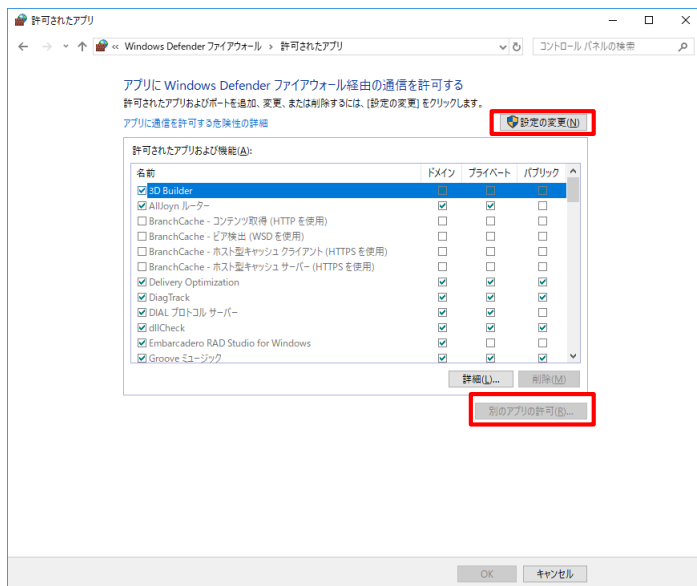 許可されたアプリ
« Windows Defender ファイアウォール › 許可されたアプリ
コントロール パネルの検索
アプリに Windows Defender ファイアウォール経由の通信を許可する
許可されたアプリおよびポートを追加、変更、または削除するには、[設定の変更] をクリックします。
アプリに通信を許可する危険性の詳細
設定の変更(N)
許可されたアプリおよび機能(A):
名前 ドメイン プライベート パブリック
3D Builder
AllJoyn ルーター
BranchCache - コンテンツ取得 (HTTP を使用)
BranchCache - ピア検出 (WSD を使用)
BranchCache - ホスト型キャッシュ クライアント (HTTPS を使用)
BranchCache - ホスト型キャッシュ サーバー (HTTPS を使用)
Delivery Optimization
DiagTrack
DIAL プロトコル サーバー
dllCheck
Embarcadero RAD Studio for Windows
Groove ミュージック
詳細(L)... 削除(M)
別のアプリの許可(R)...
OK キャンセル